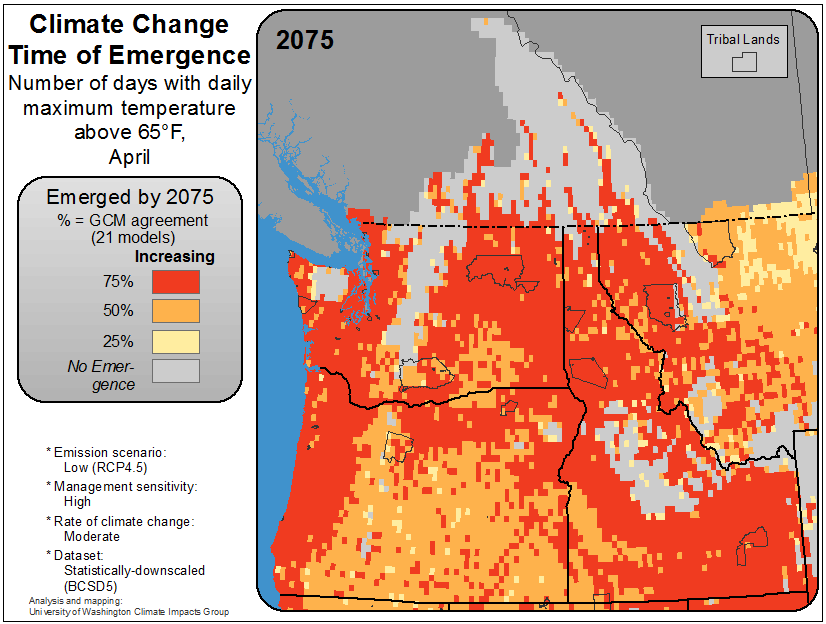 Climate Change
Time of Emergence
Number of days with daily
maximum temperature
above 65°F,
April
Emerged by 2075
% = GCM agreement
(21 models)
Increasing
75%
50%
25%
No Emer-
gence
* Emission scenario:
Low (RCP4.5)
* Management sensitivity:
High
* Rate of climate change:
Moderate
* Dataset:
Statistically-downscaled
(BCSD5)
Analysis and mapping:
University of Washington Climate Impacts Group
2075
Tribal Lands